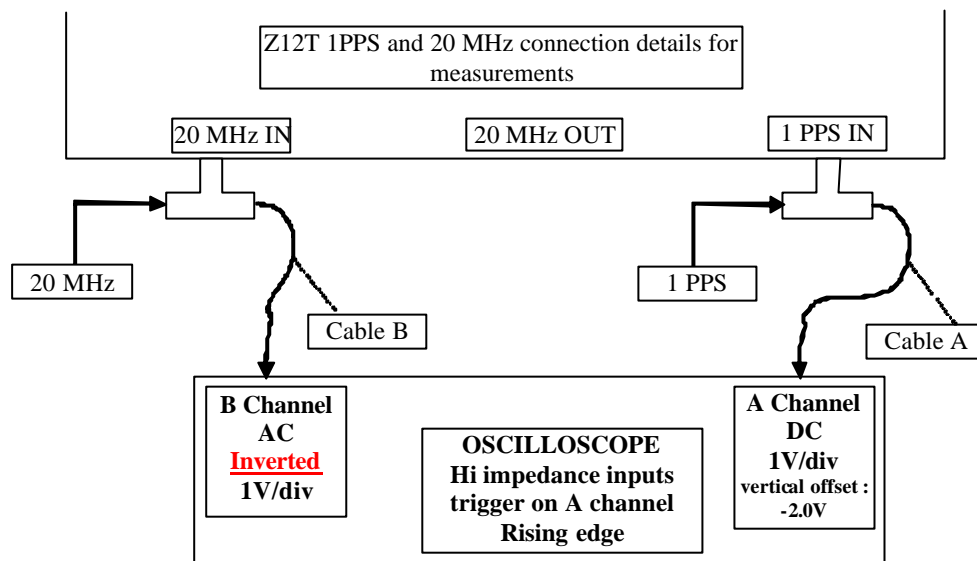 Z12T 1PPS and 20 MHz connection details for
measurements
20 MHz IN
20 MHz OUT
1 PPS IN
20 MHz
1 PPS
Cable B
Cable A
B Channel
AC
Inverted
1V/div
OSCILLOSCOPE
Hi impedance inputs
trigger on A channel
Rising edge
A Channel
DC
1V/div
vertical offset :
-2.0V